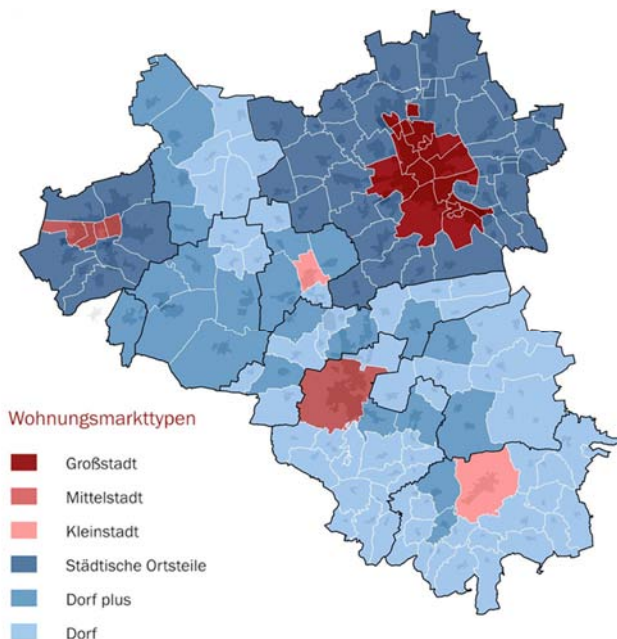 Wohnungsmarkttypen
Großstadt
Mittelstadt
Kleinstadt
Städtische Ortsteile
Dorf plus
Dorf